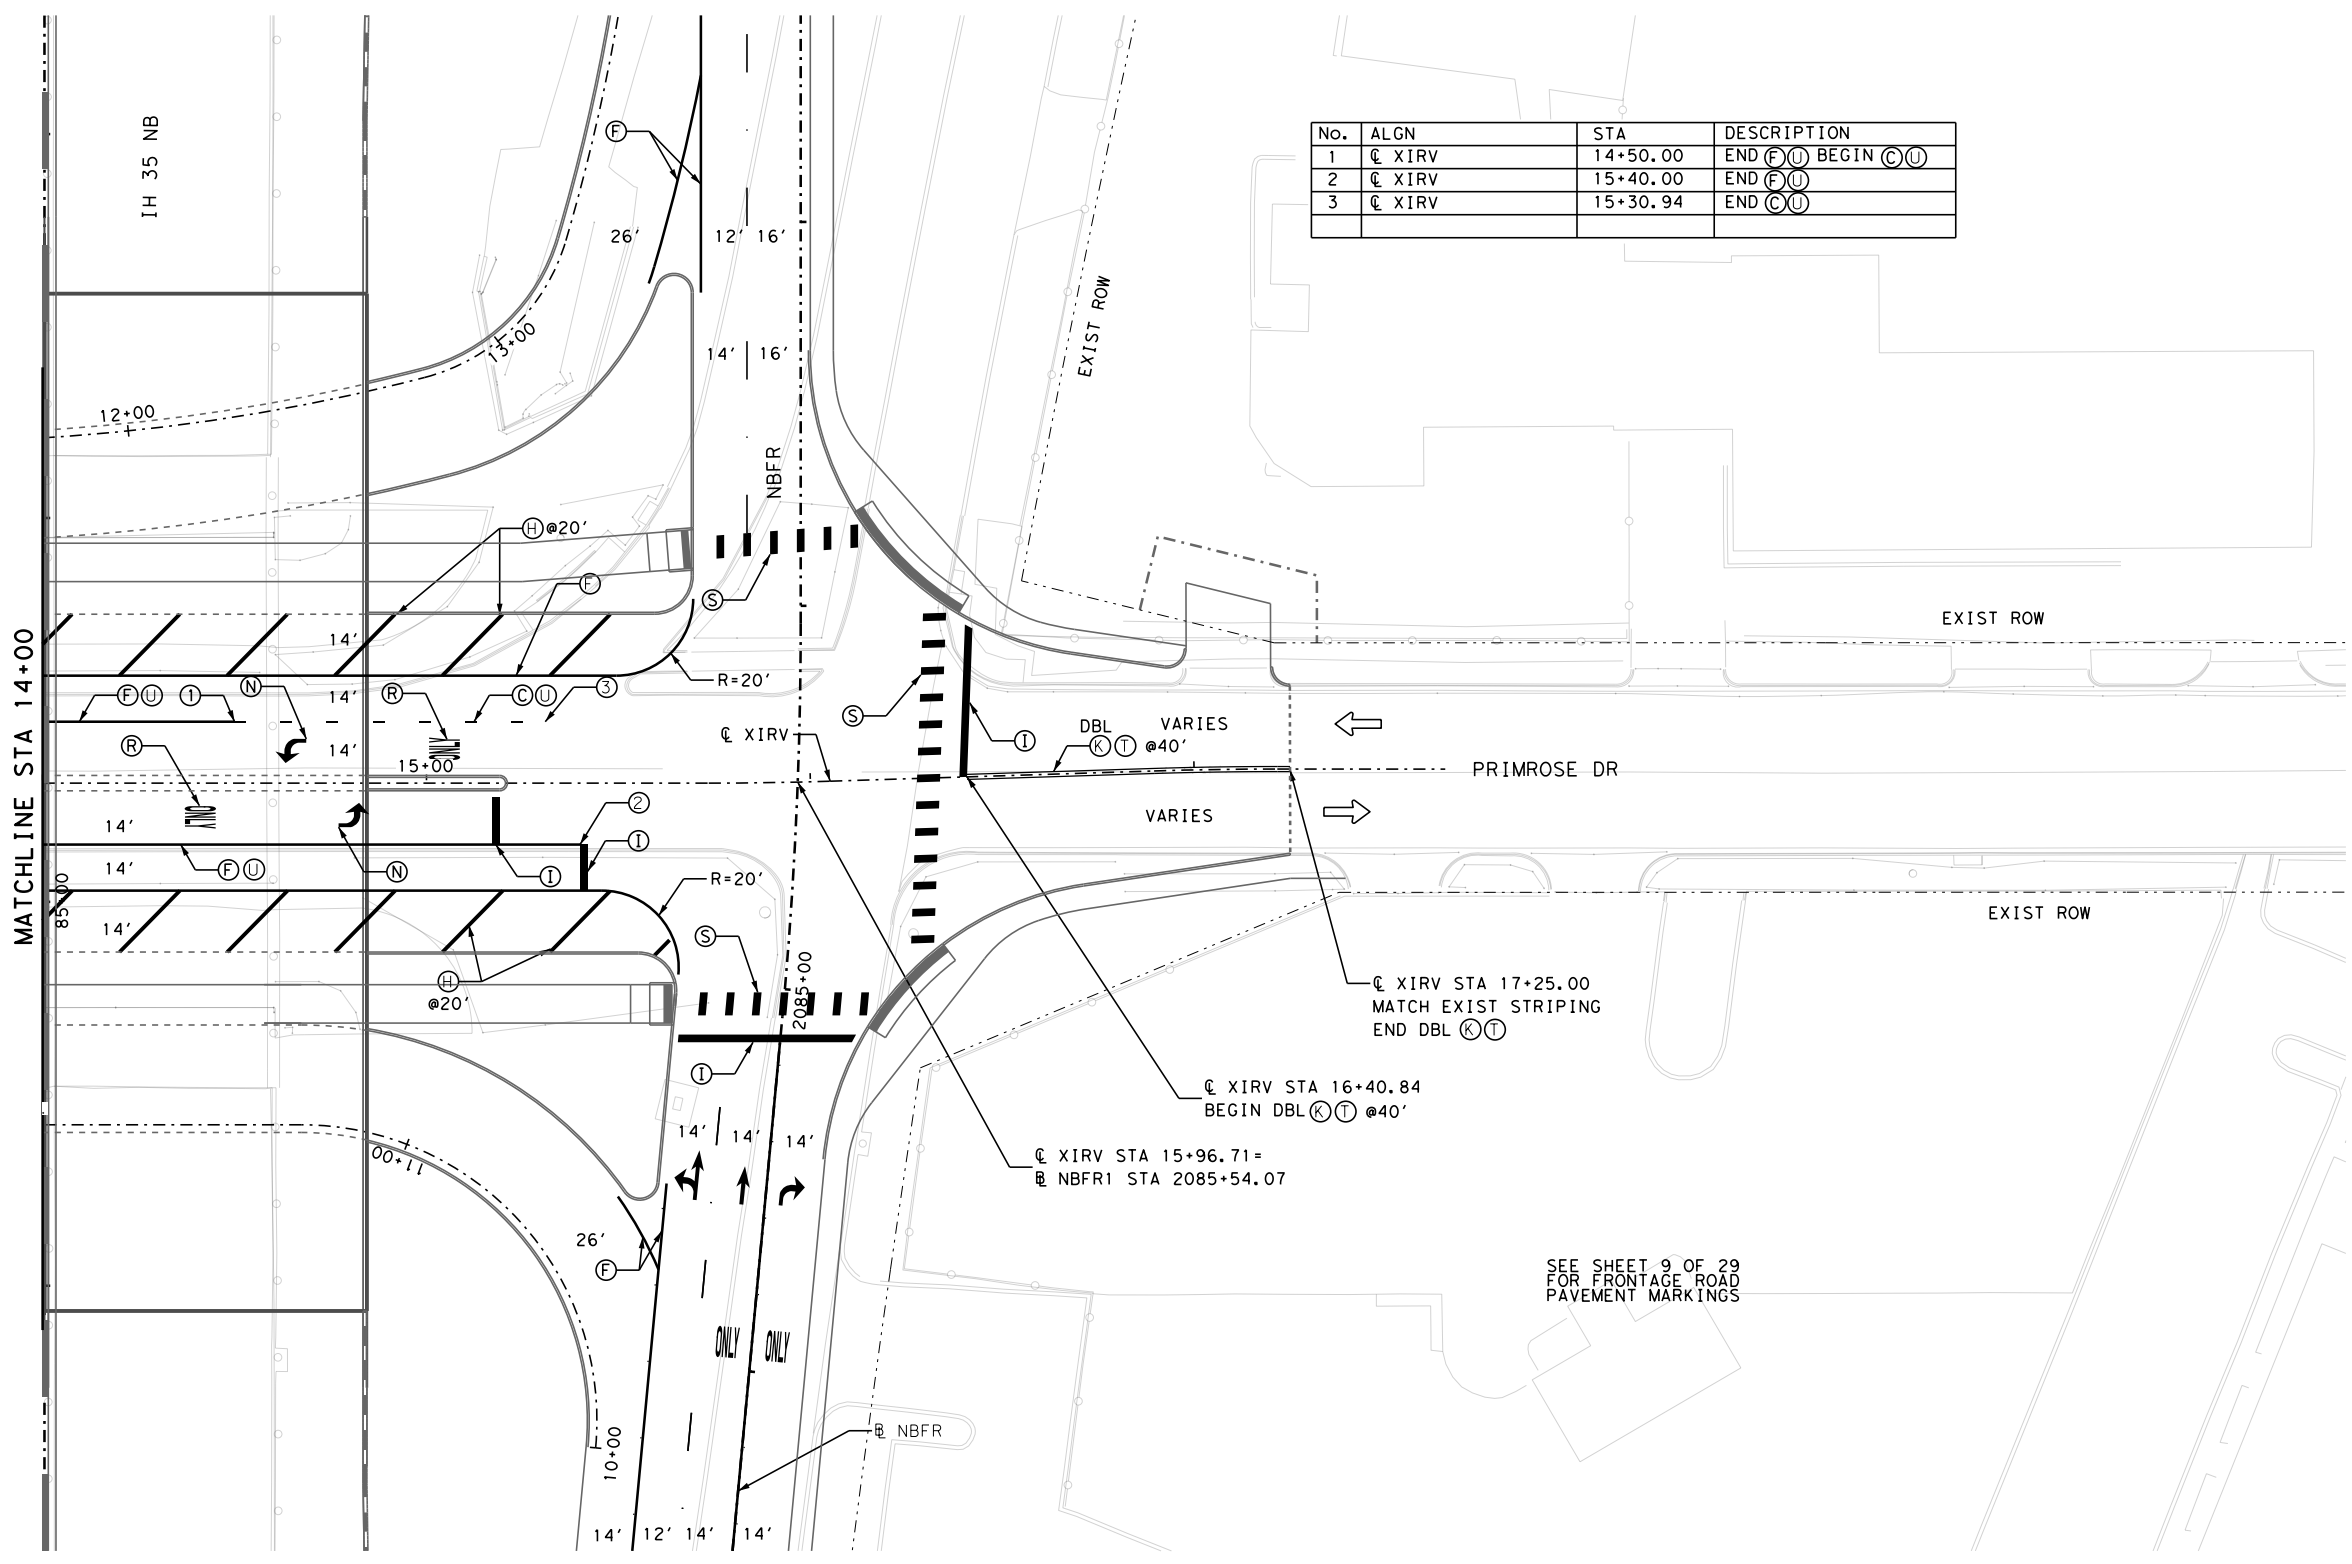 IH 35 NB
No. ALGN STA DESCRIPTION
1 ℄ XIRV 14+50.00 END Ⓕ Ⓤ BEGIN Ⓒ Ⓤ
2 ℄ XIRV 15+40.00 END Ⓕ Ⓤ
3 ℄ XIRV 15+30.94 END Ⓒ Ⓤ
Ⓕ
26' 12' 16'
EXIST ROW
13+00
14' 16'
12+00
NBFR
Ⓗ @20'
Ⓕ
Ⓢ
EXIST ROW
14'
R=20'
MATCHLINE STA 14+00
Ⓕ Ⓤ ① Ⓝ 14' Ⓡ Ⓒ Ⓤ ③
Ⓢ
DBL VARIES
℄ XIRV
Ⓘ
Ⓚ Ⓣ @40'
Ⓡ
14'
ONLY
15+00
PRIMROSE DR
②
ONLY
14'
VARIES
Ⓘ
14'
Ⓕ Ⓤ
Ⓝ
Ⓘ
R=20'
85+00
14'
EXIST ROW
Ⓢ
Ⓗ
@20'
2085+00
℄ XIRV STA 17+25.00
MATCH EXIST STRIPING
END DBL Ⓚ Ⓣ
Ⓘ
℄ XIRV STA 16+40.84
BEGIN DBL Ⓚ Ⓣ @40'
14' 14' 14'
11+00
℄ XIRV STA 15+96.71=
BL NBFR1 STA 2085+54.07
26'
Ⓕ
SEE SHEET 9 OF 29
FOR FRONTAGE ROAD
PAVEMENT MARKINGS
ONLY ONLY
BL NBFR
10+00
14' 12' 14' 14'